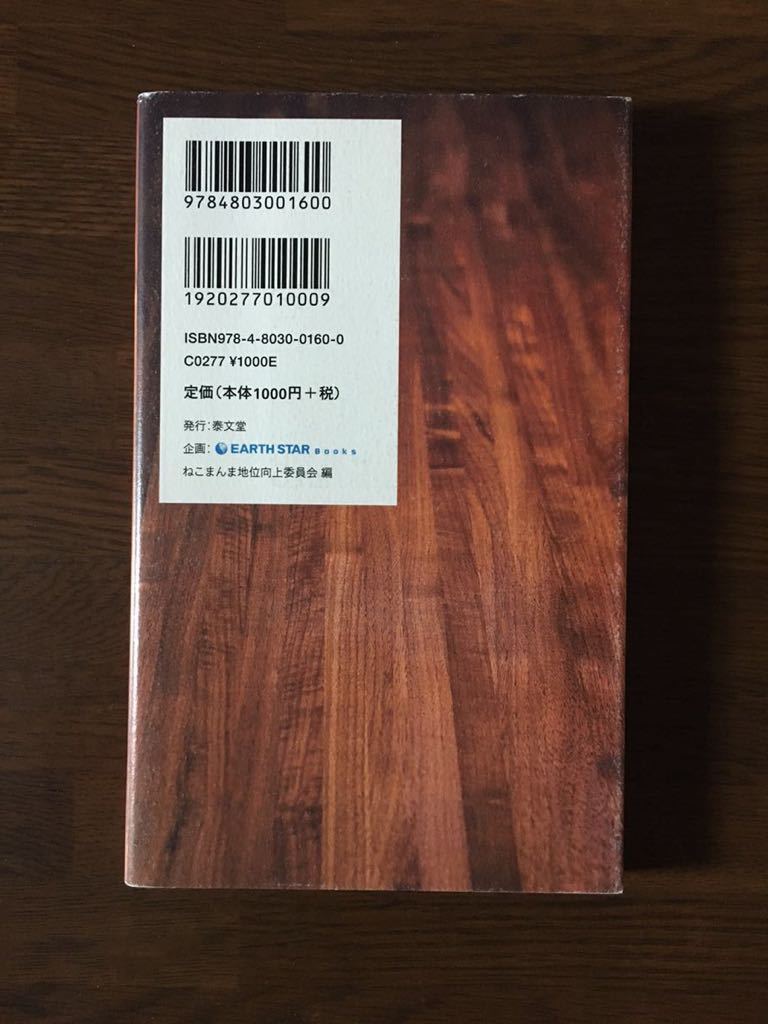 9784803001600
1920277010009
ISBN978-4-8030-0160-0
C0277 ¥1000E
定価(本体1000円+税)
発行:泰文堂
企画: EARTH STAR Books
ねこまんま地位向上委員会 編